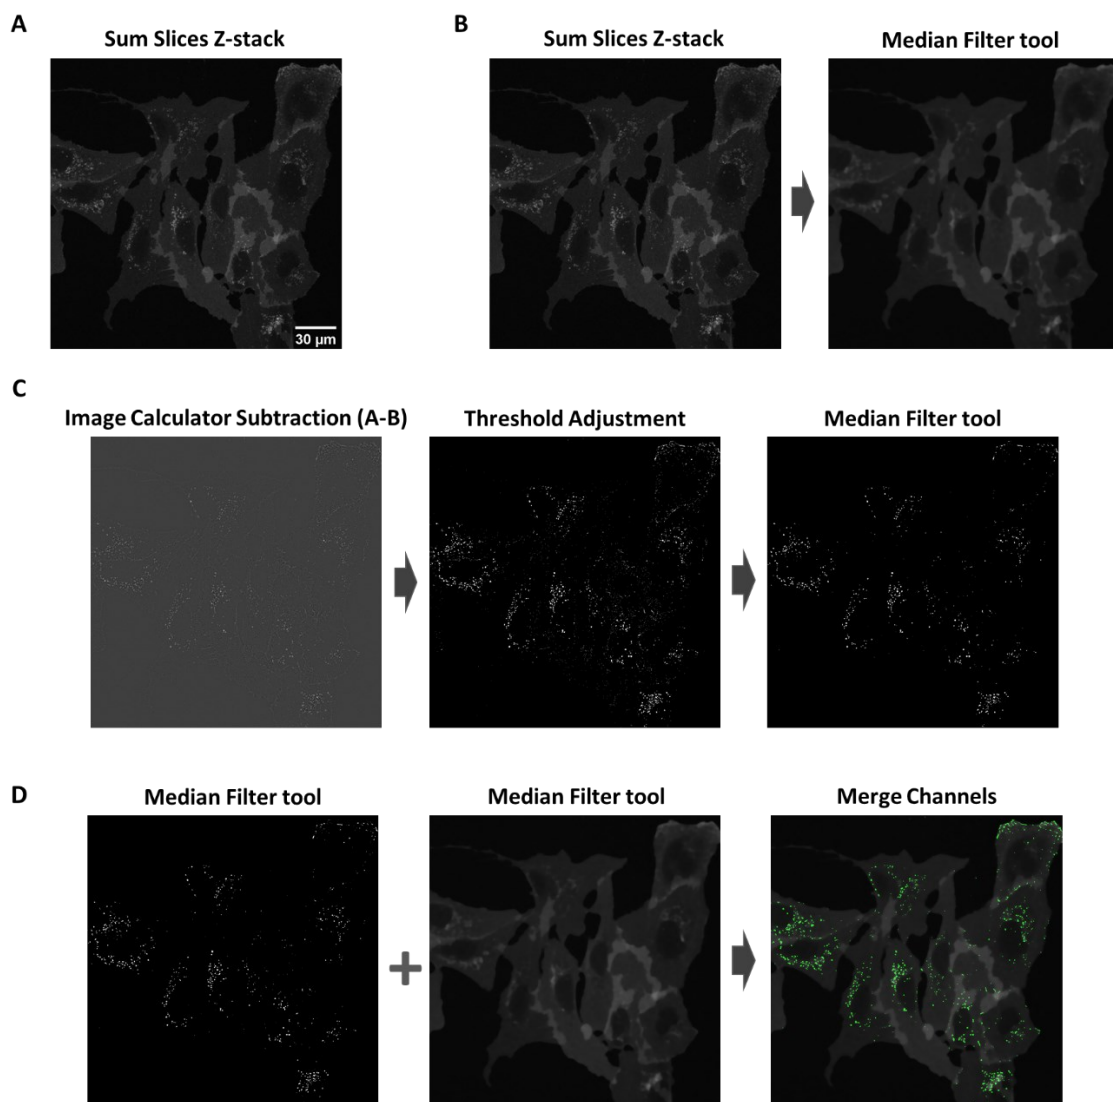 A
Sum Slices Z-stack
30 µm
B
Sum Slices Z-stack
Median Filter tool
C
Image Calculator Subtraction (A-B)
Threshold Adjustment
Median Filter tool
D
Median Filter tool
Median Filter tool
Merge Channels